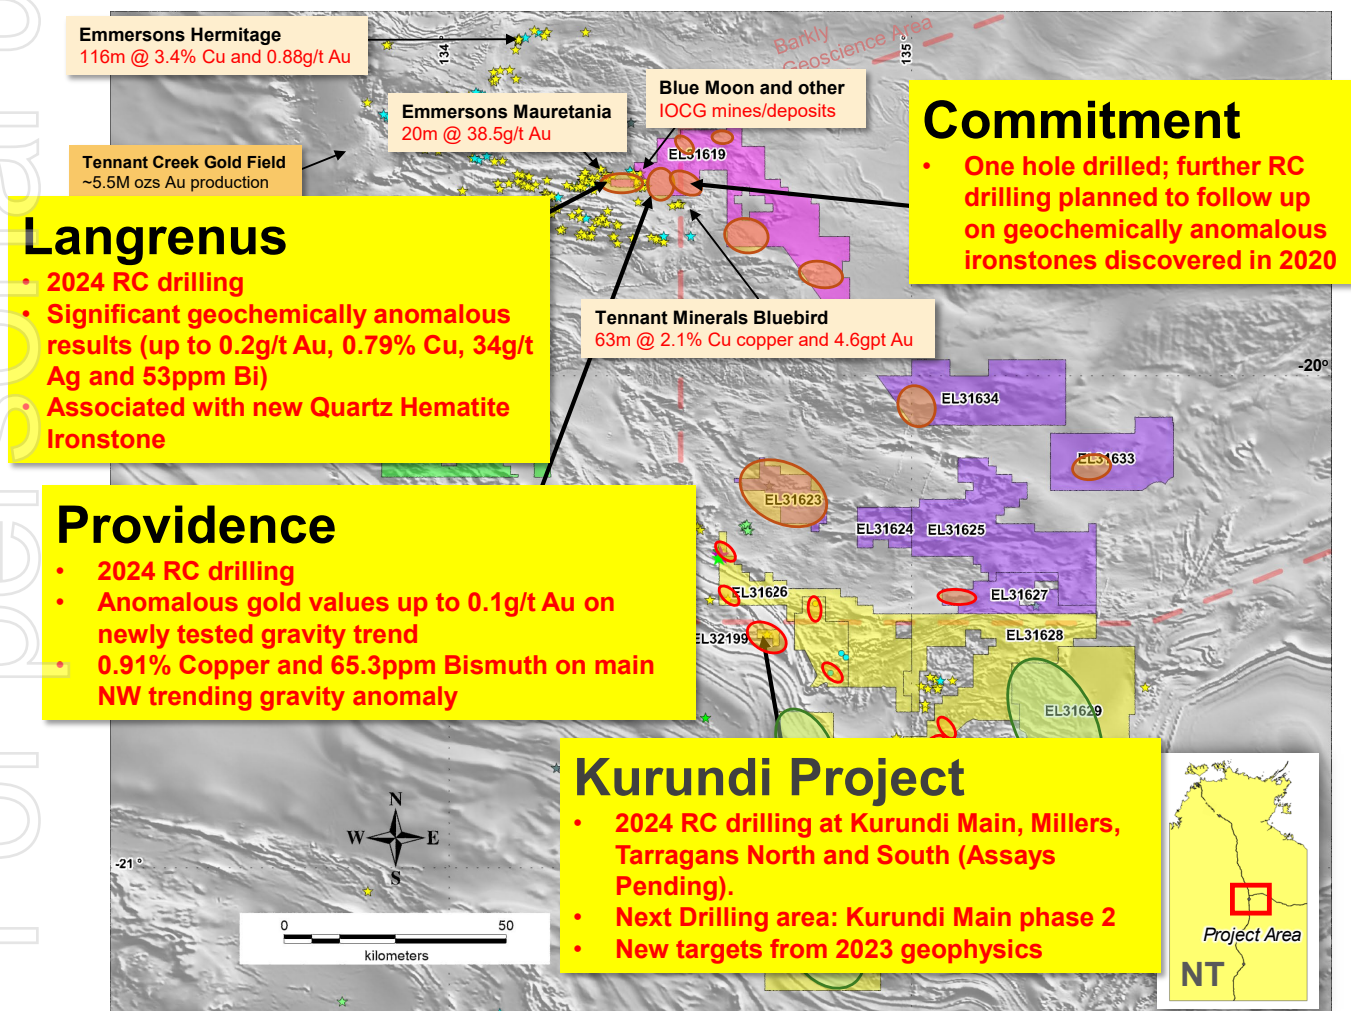 Emmersons Hermitage
116m @ 3.4% Cu and 0.88g/t Au
134 °
Barkly
Geoscience Area
135 °
Emmersons Mauretania
20m @ 38.5g/t Au
Blue Moon and other
IOCG mines/deposits
Tennant Creek Gold Field
~5.5M ozs Au production
EL31619
Commitment
• One hole drilled; further RC
drilling planned to follow up
on geochemically anomalous
ironstones discovered in 2020
Langrenus
• 2024 RC drilling
• Significant geochemically anomalous
results (up to 0.2g/t Au, 0.79% Cu, 34g/t
Ag and 53ppm Bi)
• Associated with new Quartz Hematite
Ironstone
Tennant Minerals Bluebird
63m @ 2.1% Cu copper and 4.6gpt Au
-20°
EL31634
EL31633
EL31623
EL31624
EL31625
EL31626
EL31627
EL32199
EL31628
EL31629
Providence
• 2024 RC drilling
• Anomalous gold values up to 0.1g/t Au on
newly tested gravity trend
• 0.91% Copper and 65.3ppm Bismuth on main
NW trending gravity anomaly
Kurundi Project
• 2024 RC drilling at Kurundi Main, Millers,
Tarragans North and South (Assays
Pending).
• Next Drilling area: Kurundi Main phase 2
• New targets from 2023 geophysics
N
W
E
S
-21 °
0
50
kilometers
Project Area
NT
For personal